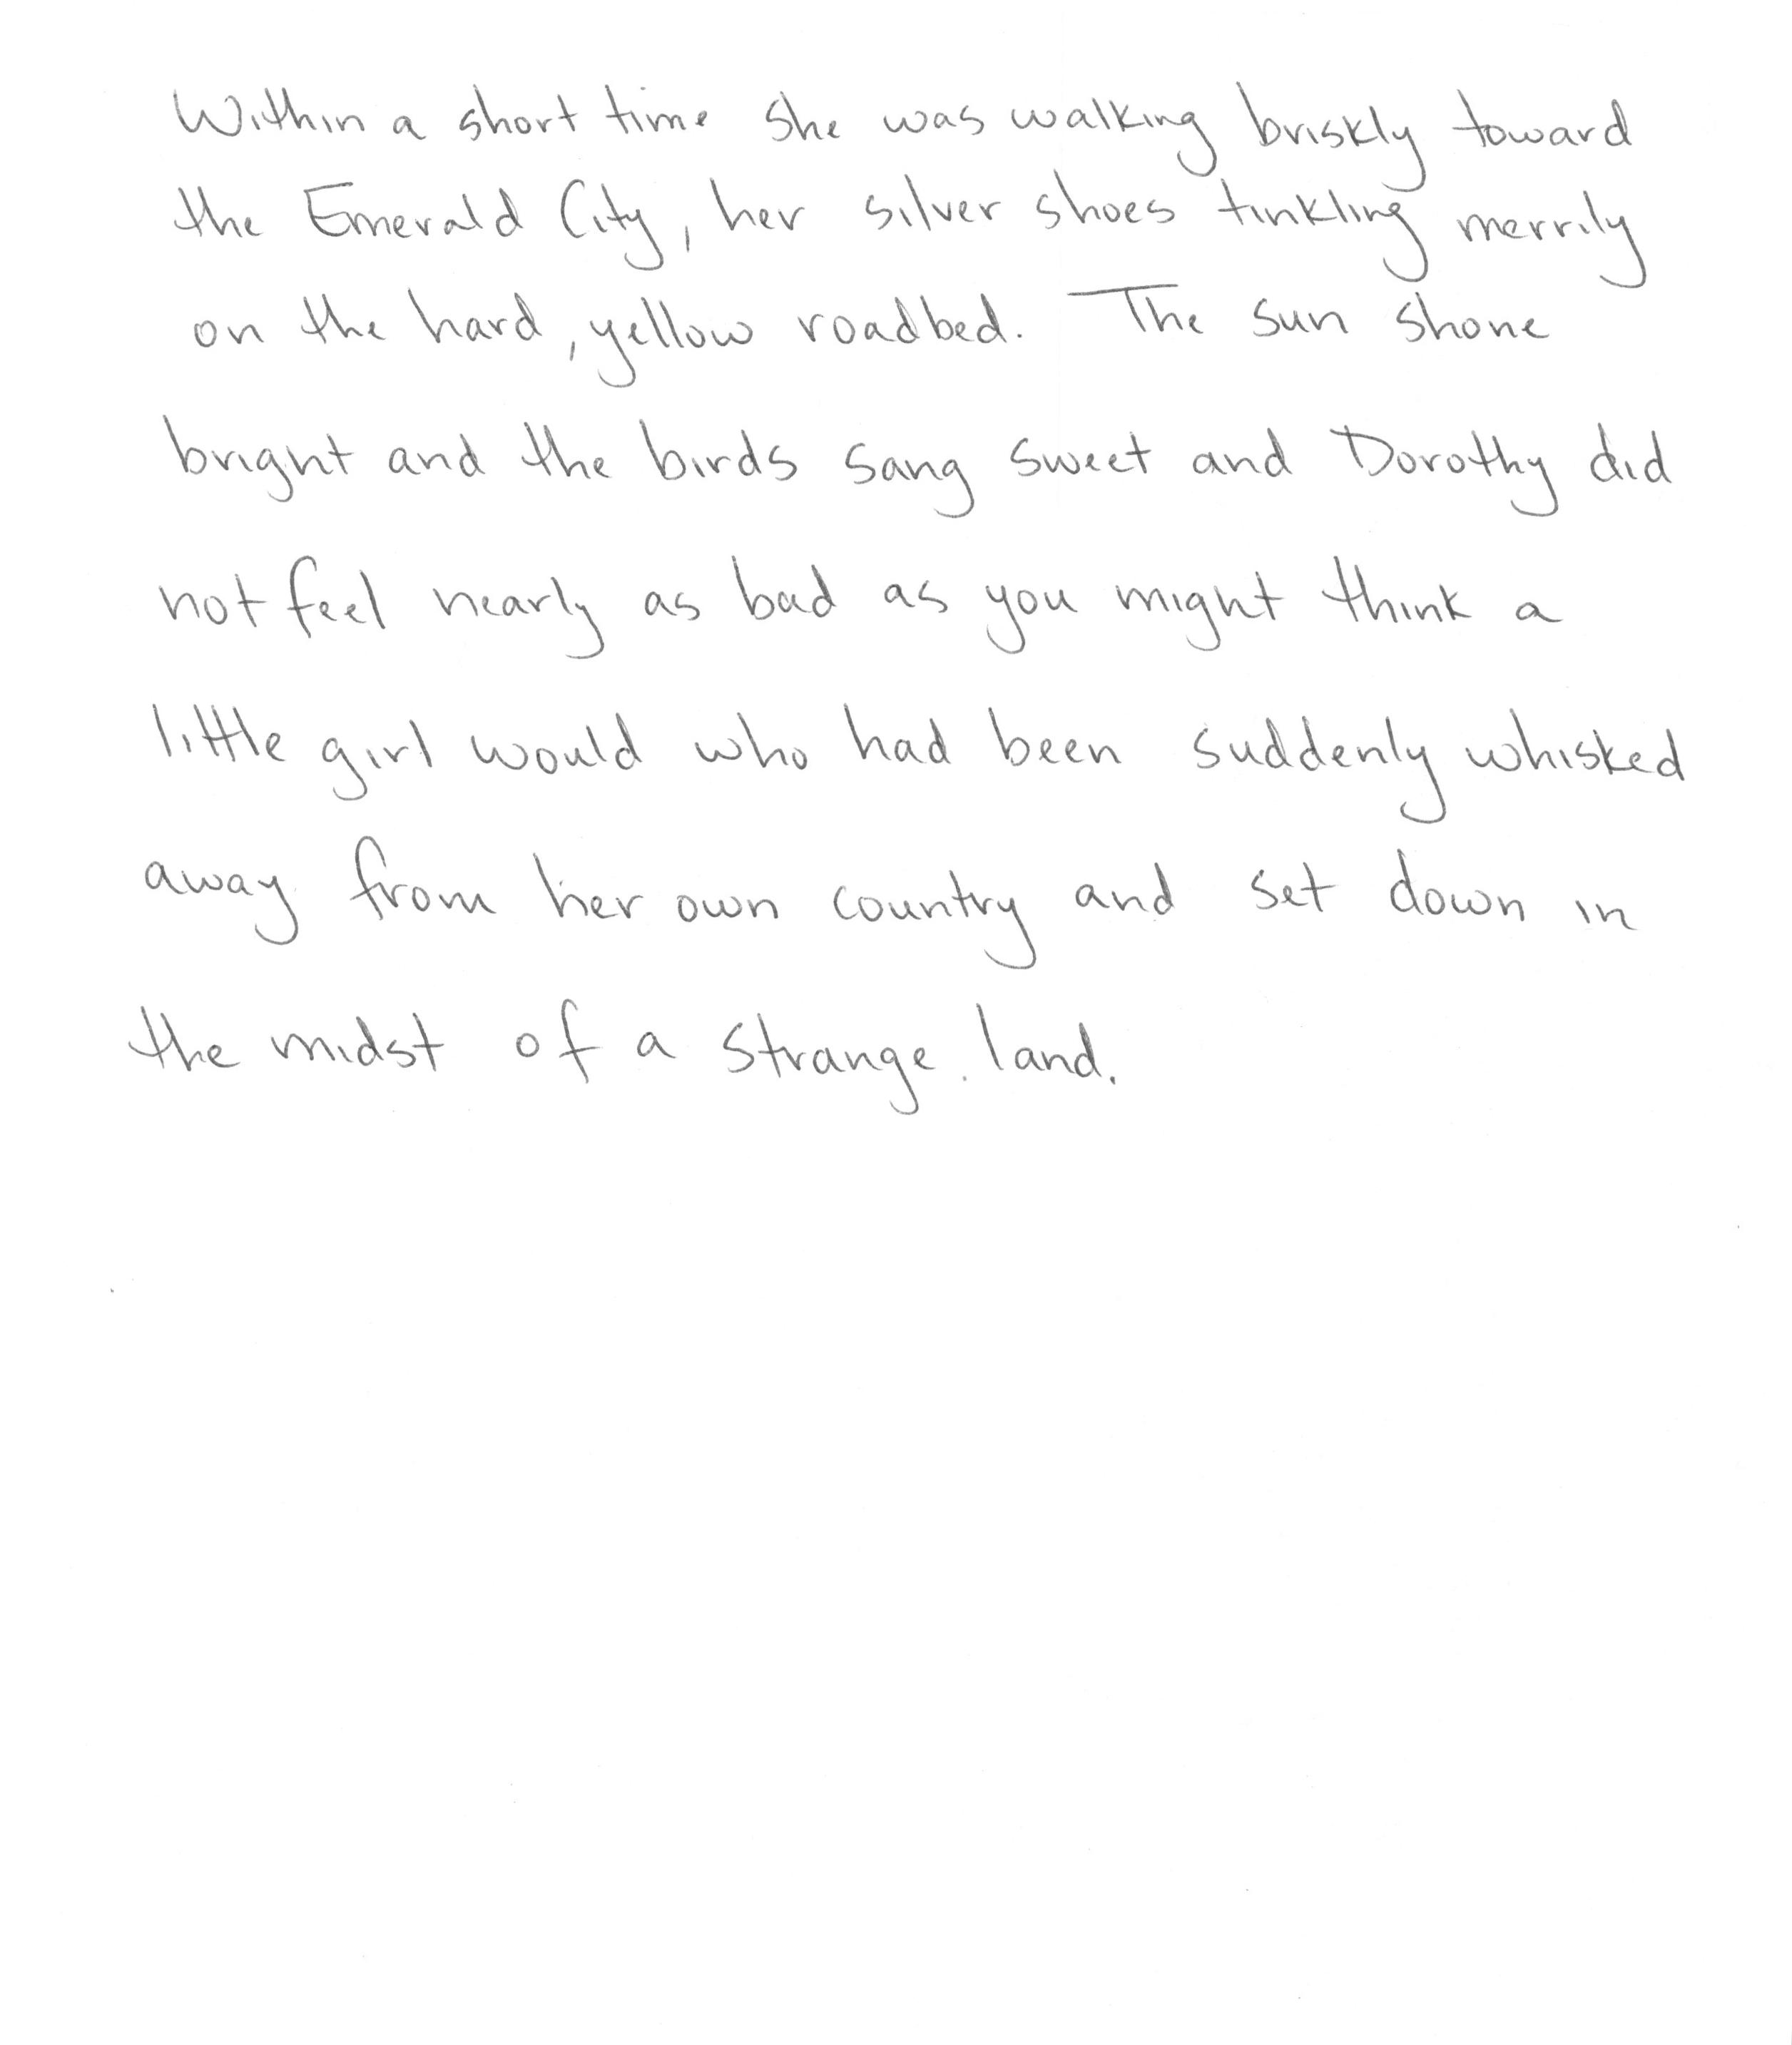 Within a short time she was walking briskly toward
the Emerald City, her silver shoes tinkling merrily
on the hard, yellow roadbed. The sun shone
bright and the birds sang sweet and Dorothy did
not feel nearly as bad as you might think a
little girl would who had been suddenly whisked
away from her own country and set down in
the midst of a strange land.